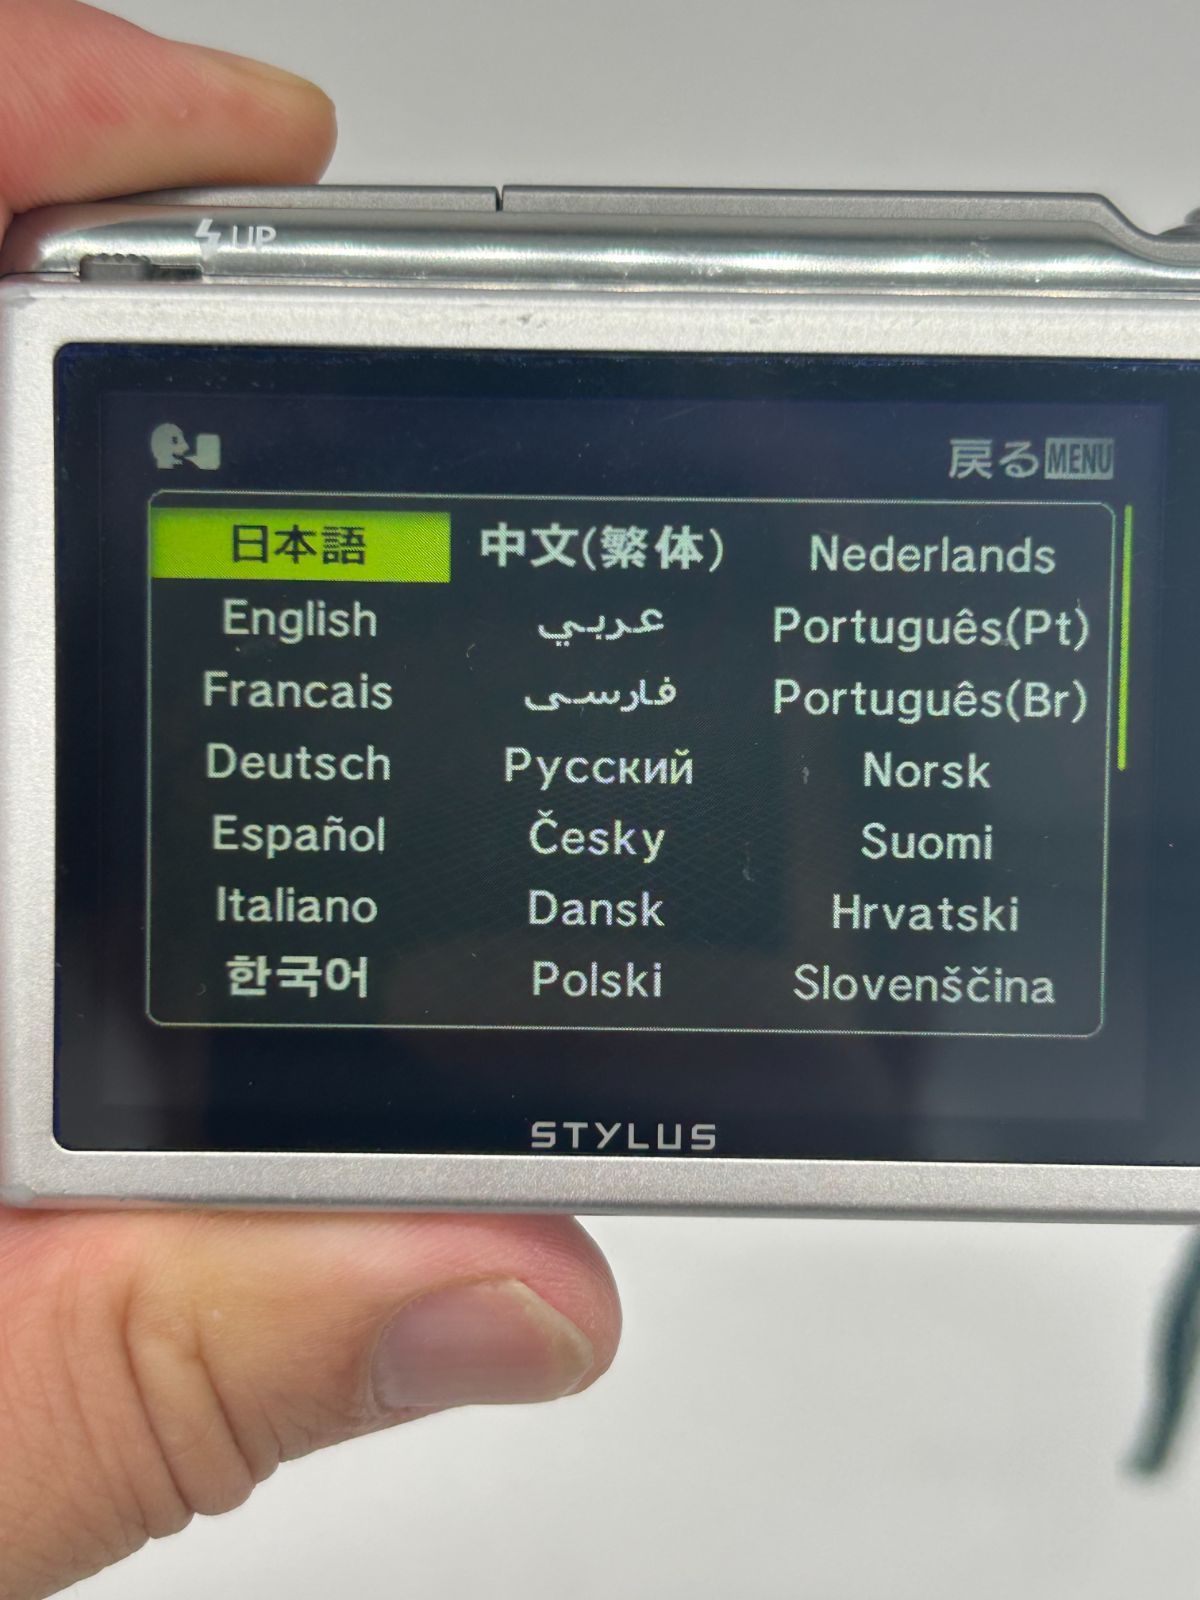 UP
戻る MENU
日本語 中文(繁体) Nederlands
English عربي Português(Pt)
Francais فارسی Português(Br)
Deutsch Русский Norsk
Español Česky Suomi
Italiano Dansk Hrvatski
한국어 Polski Slovenščina
STYLUS